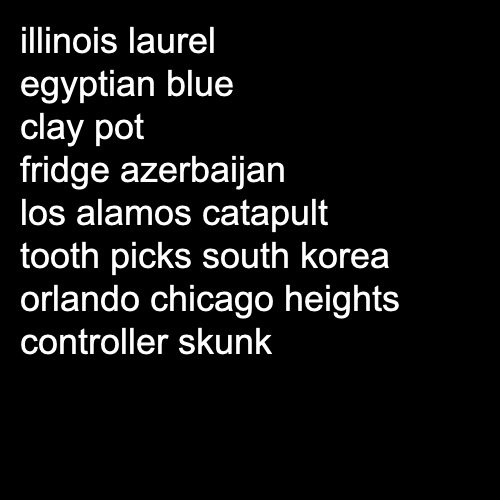 illinois laurel
egyptian blue
clay pot
fridge azerbaijan
los alamos catapult
tooth picks south korea
orlando chicago heights
controller skunk